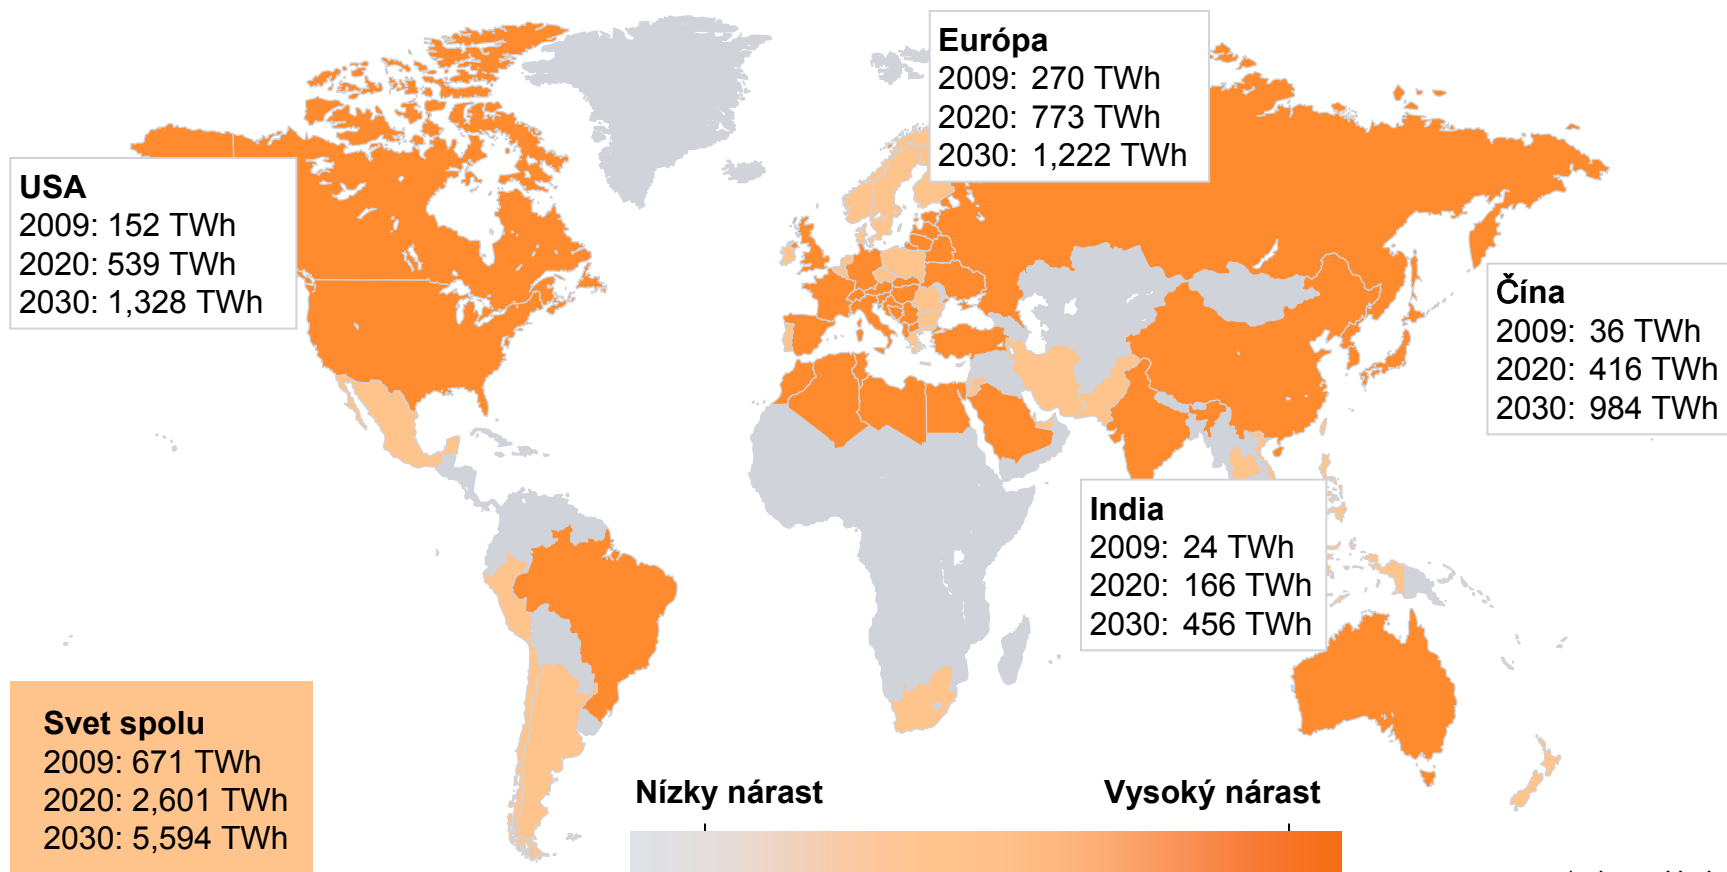 Európa
2009: 270 TWh
2020: 773 TWh
2030: 1,222 TWh
USA
2009: 152 TWh
2020: 539 TWh
2030: 1,328 TWh
Čína
2009: 36 TWh
2020: 416 TWh
2030: 984 TWh
India
2009: 24 TWh
2020: 166 TWh
2030: 456 TWh
Svet spolu
2009: 671 TWh
2020: 2,601 TWh
2030: 5,594 TWh
Nízky nárast
Vysoký nárast